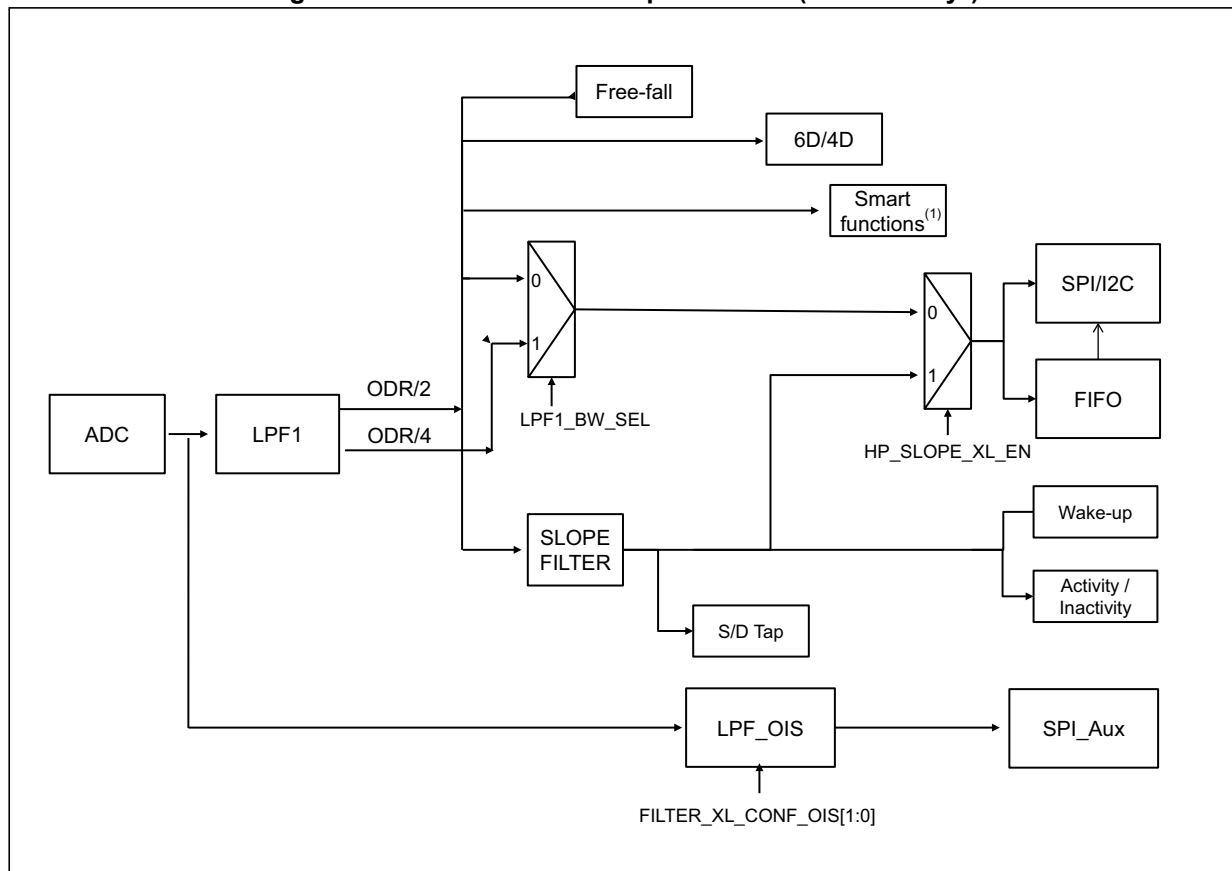 Free-fall
6D/4D
Smart
functions(1)
0
SPI/I2C
0
1
1
ODR/2
FIFO
LPF1_BW_SEL
ADC
LPF1
ODR/4
HP_SLOPE_XL_EN
Wake-up
SLOPE
FILTER
Activity /
Inactivity
S/D Tap
LPF_OIS
SPI_Aux
FILTER_XL_CONF_OIS[1:0]